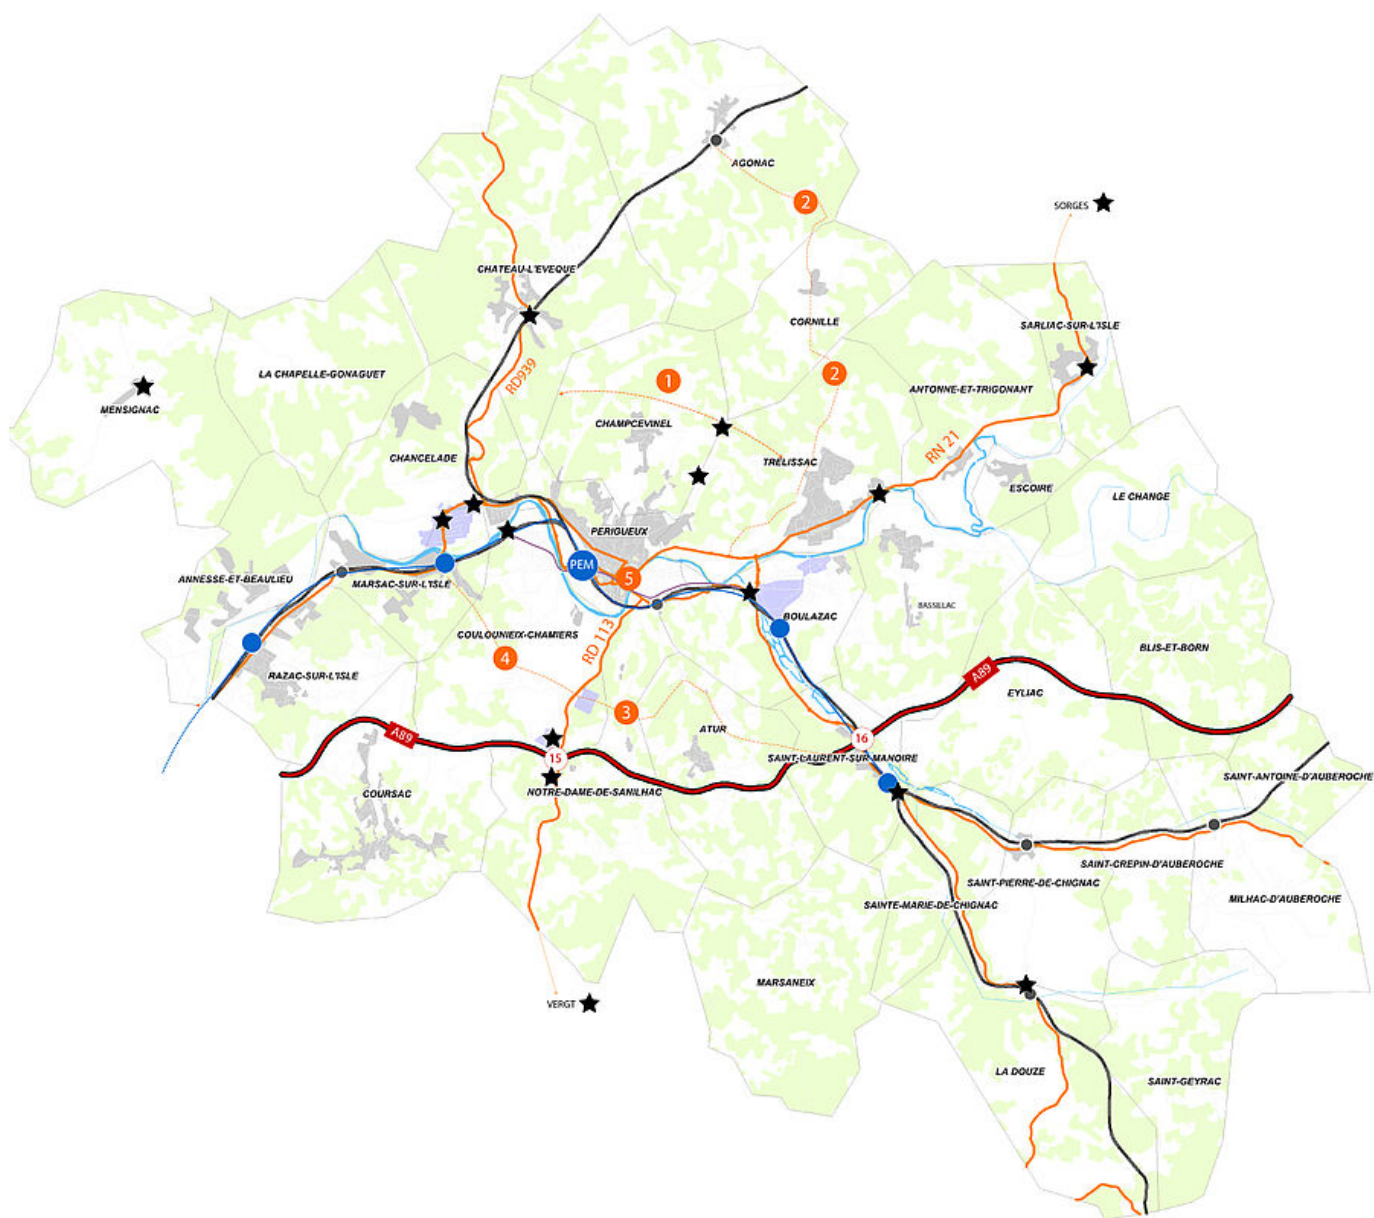 AGONAC
2
SORGES
CHATEAU-L'EVEQUE
CORNILLE
SARLIAC-SUR-L'ISLE
RD939
LA CHAPELLE-GONAGUET
1
2
ANTONNE-ET-TRIGONANT
MENSIGNAC
CHAMPCEVINEL
CHANCELADE
TRELISSAC
RN 21
ESCOIRE
LE CHANGE
PERIGUEUX
PEM
5
ANNESSE-ET-BEAULIEU
MARSAC-SUR-L'ISLE
BASSILLAC
BOULAZAC
COULOUNIEIX-CHAMIERS
RD 113
4
BLIS-ET-BORN
RAZAC-SUR-L'ISLE
A89
EYLIAC
3
ATUR
A89
16
15
SAINT-LAURENT-SUR-MANOIRE
SAINT-ANTOINE-D'AUBEROCHE
COURSAC
NOTRE-DAME-DE-SANILHAC
SAINT-CREPIN-D'AUBEROCHE
SAINT-PIERRE-DE-CHIGNAC
SAINTE-MARIE-DE-CHIGNAC
MILHAC-D'AUBEROCHE
MARSANEIX
VERGT
LA DOUZE
SAINT-GEYRAC